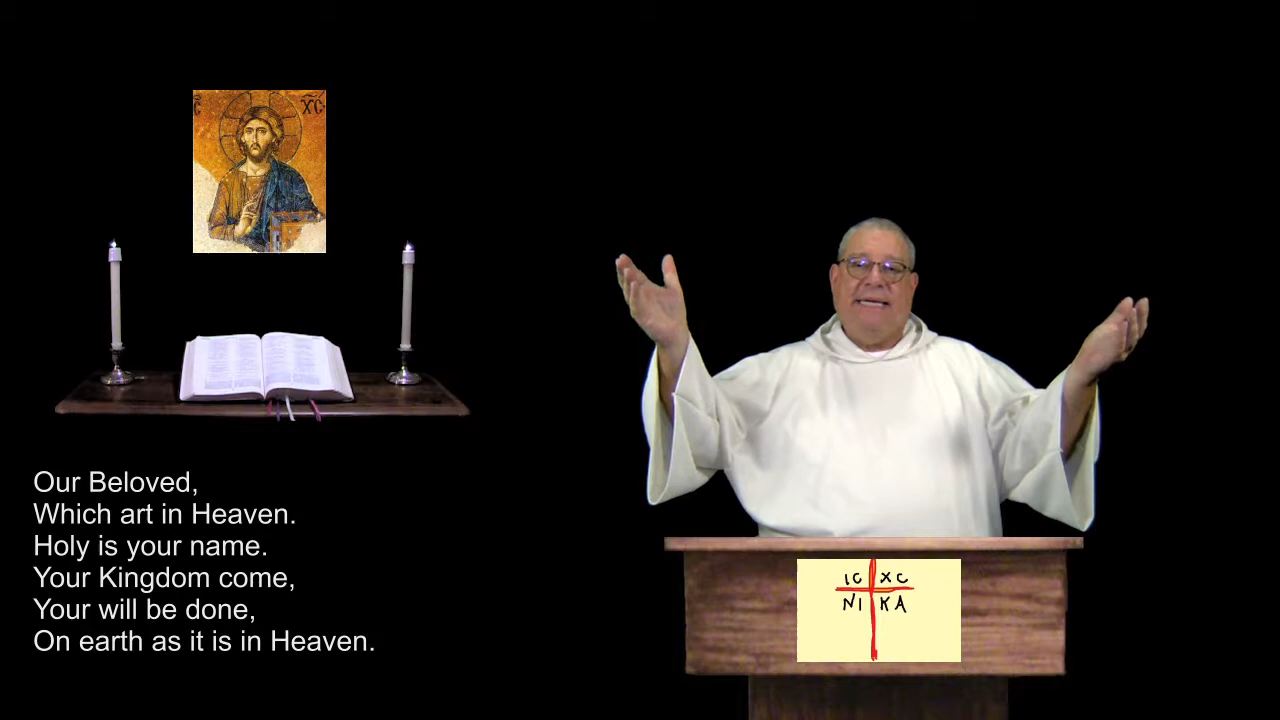 C XC
Our Beloved,
Which art in Heaven.
Holy is your name.
Your Kingdom come,
Your will be done,
On earth as it is in Heaven.
IC XC
NI KA